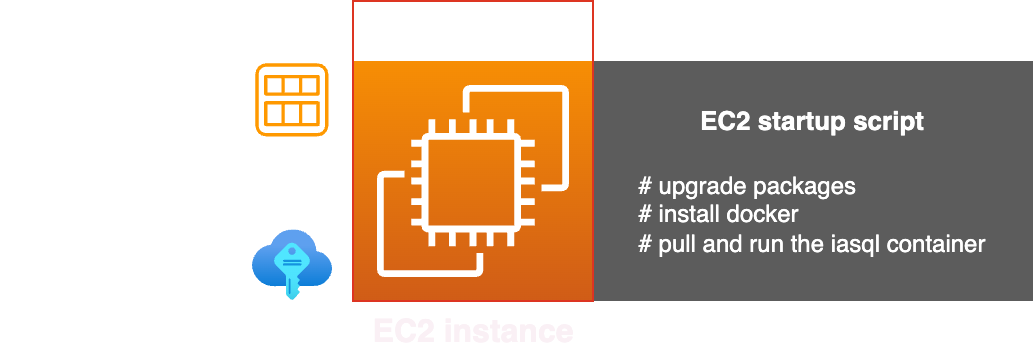 EC2 startup script
# upgrade packages
# install docker
# pull and run the iasql container
EC2 instance